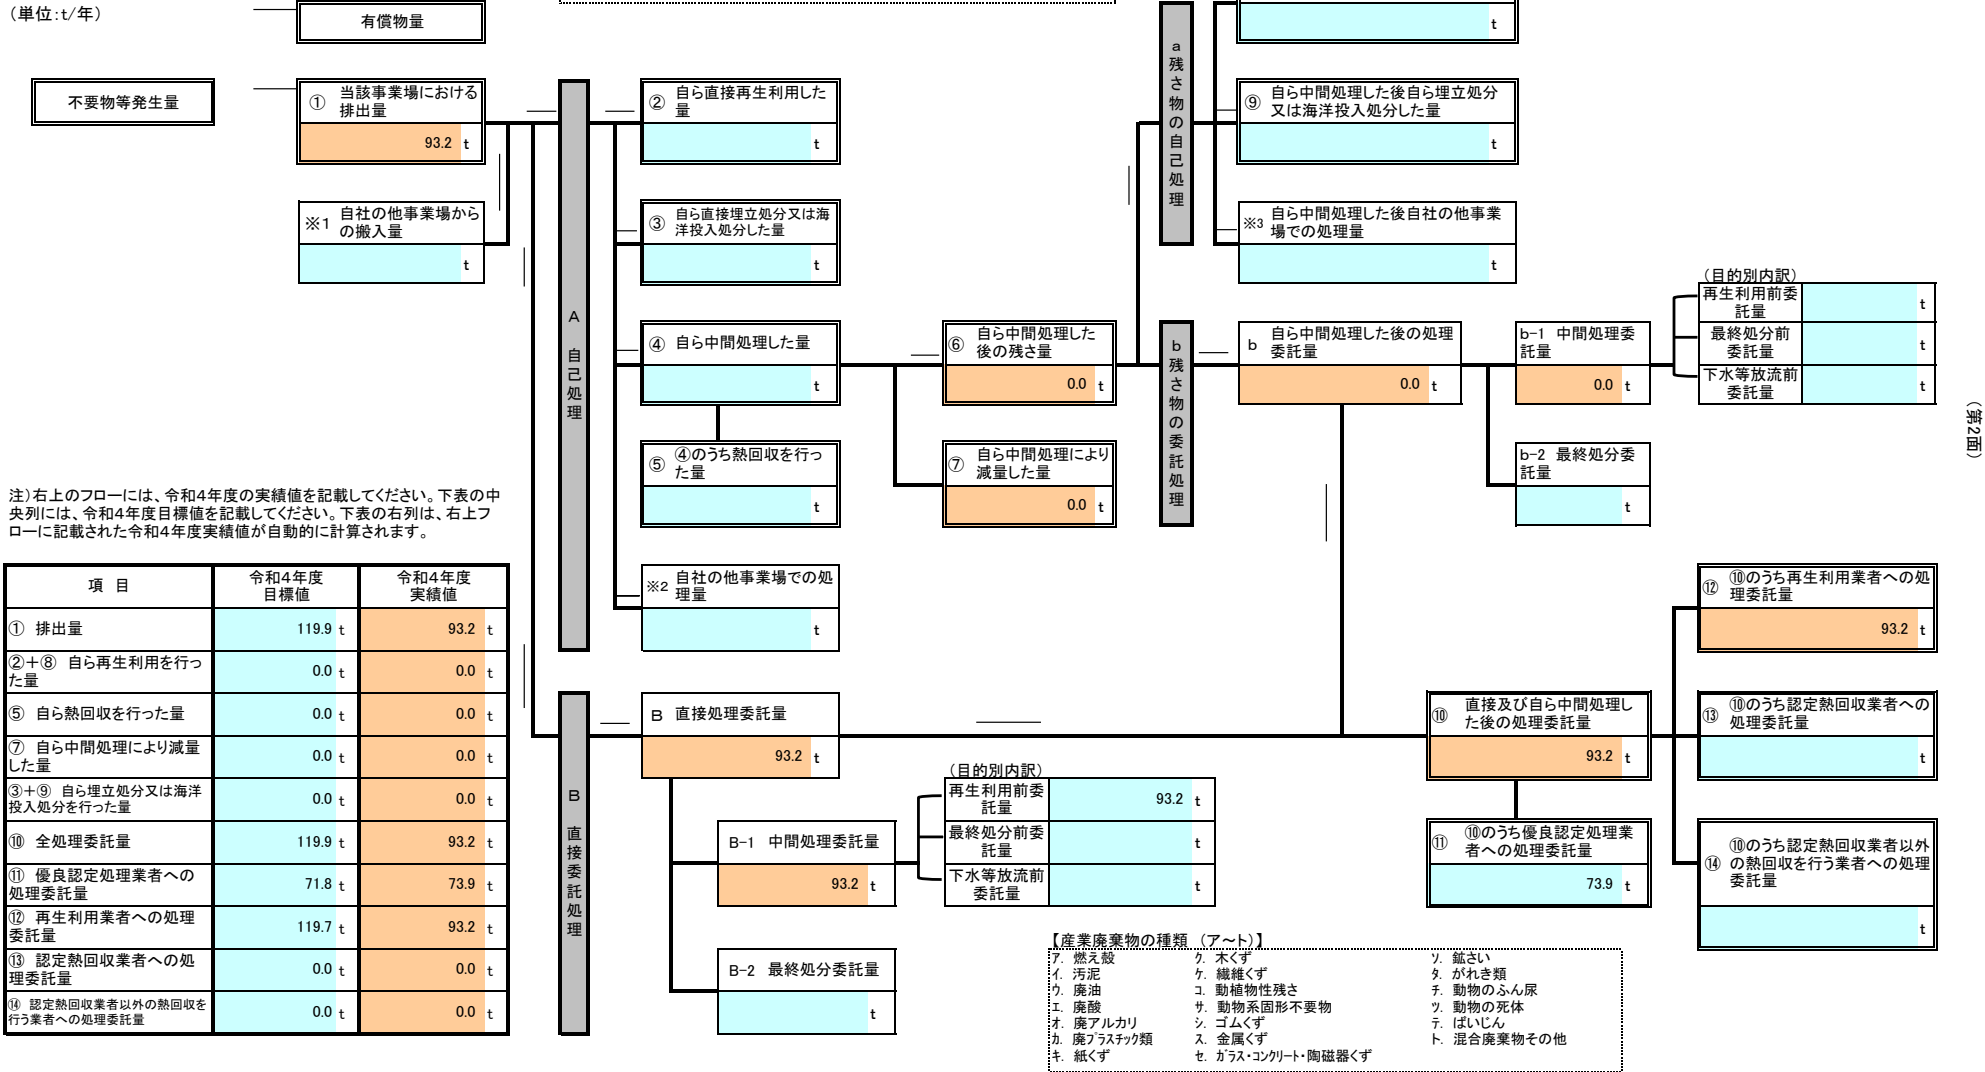 (単位:t/年)
有償物量
t
不要物等発生量
① 当該事業場における
排出量
93.2 t
※1 自社の他事業場から
の搬入量
t
A 自己処理
② 自ら直接再生利用した
量
t
③ 自ら直接埋立処分又は海
洋投入処分した量
t
④ 自ら中間処理した量
t
⑤ ④のうち熱回収を行っ
た量
t
※2 自社の他事業場での処
理量
t
⑥ 自ら中間処理した
後の残さ量
0.0 t
⑦ 自ら中間処理により
減量した量
0.0 t
a 残さ物の自己処理
⑨ 自ら中間処理した後自ら埋立処分
又は海洋投入処分した量
t
※3 自ら中間処理した後自社の他事業
場での処理量
t
b 残さ物の委託処理
b 自ら中間処理した後の処理
委託量
0.0 t
b-1 中間処理委
託量
0.0 t
b-2 最終処分委
託量
t
(目的別内訳)
再生利用前委
託量
t
最終処分前
委託量
t
下水等放流前
委託量
t
(第2面)
注)右上のフローには、令和4年度の実績値を記載してください。下表の中
央列には、令和4年度目標値を記載してください。下表の右列は、右上フ
ローに記載された令和4年度実績値が自動的に計算されます。
項 目 令和4年度
目標値 令和4年度
実績値
① 排出量 119.9 t 93.2 t
②+⑧ 自ら再生利用を行っ
た量 0.0 t 0.0 t
⑤ 自ら熱回収を行った量 0.0 t 0.0 t
⑦ 自ら中間処理により減量
した量 0.0 t 0.0 t
③+⑨ 自ら埋立処分又は海洋
投入処分を行った量 0.0 t 0.0 t
⑩ 全処理委託量 119.9 t 93.2 t
⑪ 優良認定処理業者への
処理委託量 71.8 t 73.9 t
⑫ 再生利用業者への処理
委託量 119.7 t 93.2 t
⑬ 認定熱回収業者への処
理委託量 0.0 t 0.0 t
⑭ 認定熱回収業者以外の熱回収を
行う業者への処理委託量 0.0 t 0.0 t
B 直接委託処理
B 直接処理委託量
93.2 t
B-1 中間処理委託量
93.2 t
B-2 最終処分委託量
t
(目的別内訳)
再生利用前委
託量
93.2 t
最終処分前委
託量
t
下水等放流前
委託量
t
⑩ 直接及び自ら中間処理し
た後の処理委託量
93.2 t
⑪ ⑩のうち優良認定処理業
者への処理委託量
73.9 t
⑫ ⑩のうち再生利用業者への処
理委託量
93.2 t
⑬ ⑩のうち認定熱回収業者への
処理委託量
t
⑭ ⑩のうち認定熱回収業者以外
の熱回収を行う業者への処理
委託量
t
【産業廃棄物の種類 (ア~ト)】
ア. 燃え殻 ク. 木くず ソ. 鉱さい
イ. 汚泥 ケ. 繊維くず タ. がれき類
ウ. 廃油 コ. 動植物性残さ チ. 動物のふん尿
エ. 廃酸 サ. 動物系固形不要物 ツ. 動物の死体
オ. 廃アルカリ シ. ゴムくず テ. ばいじん
カ. 廃プラスチック類 ス. 金属くず ト. 混合廃棄物その他
キ. 紙くず セ. ガラス・コンクリート・陶磁器くず